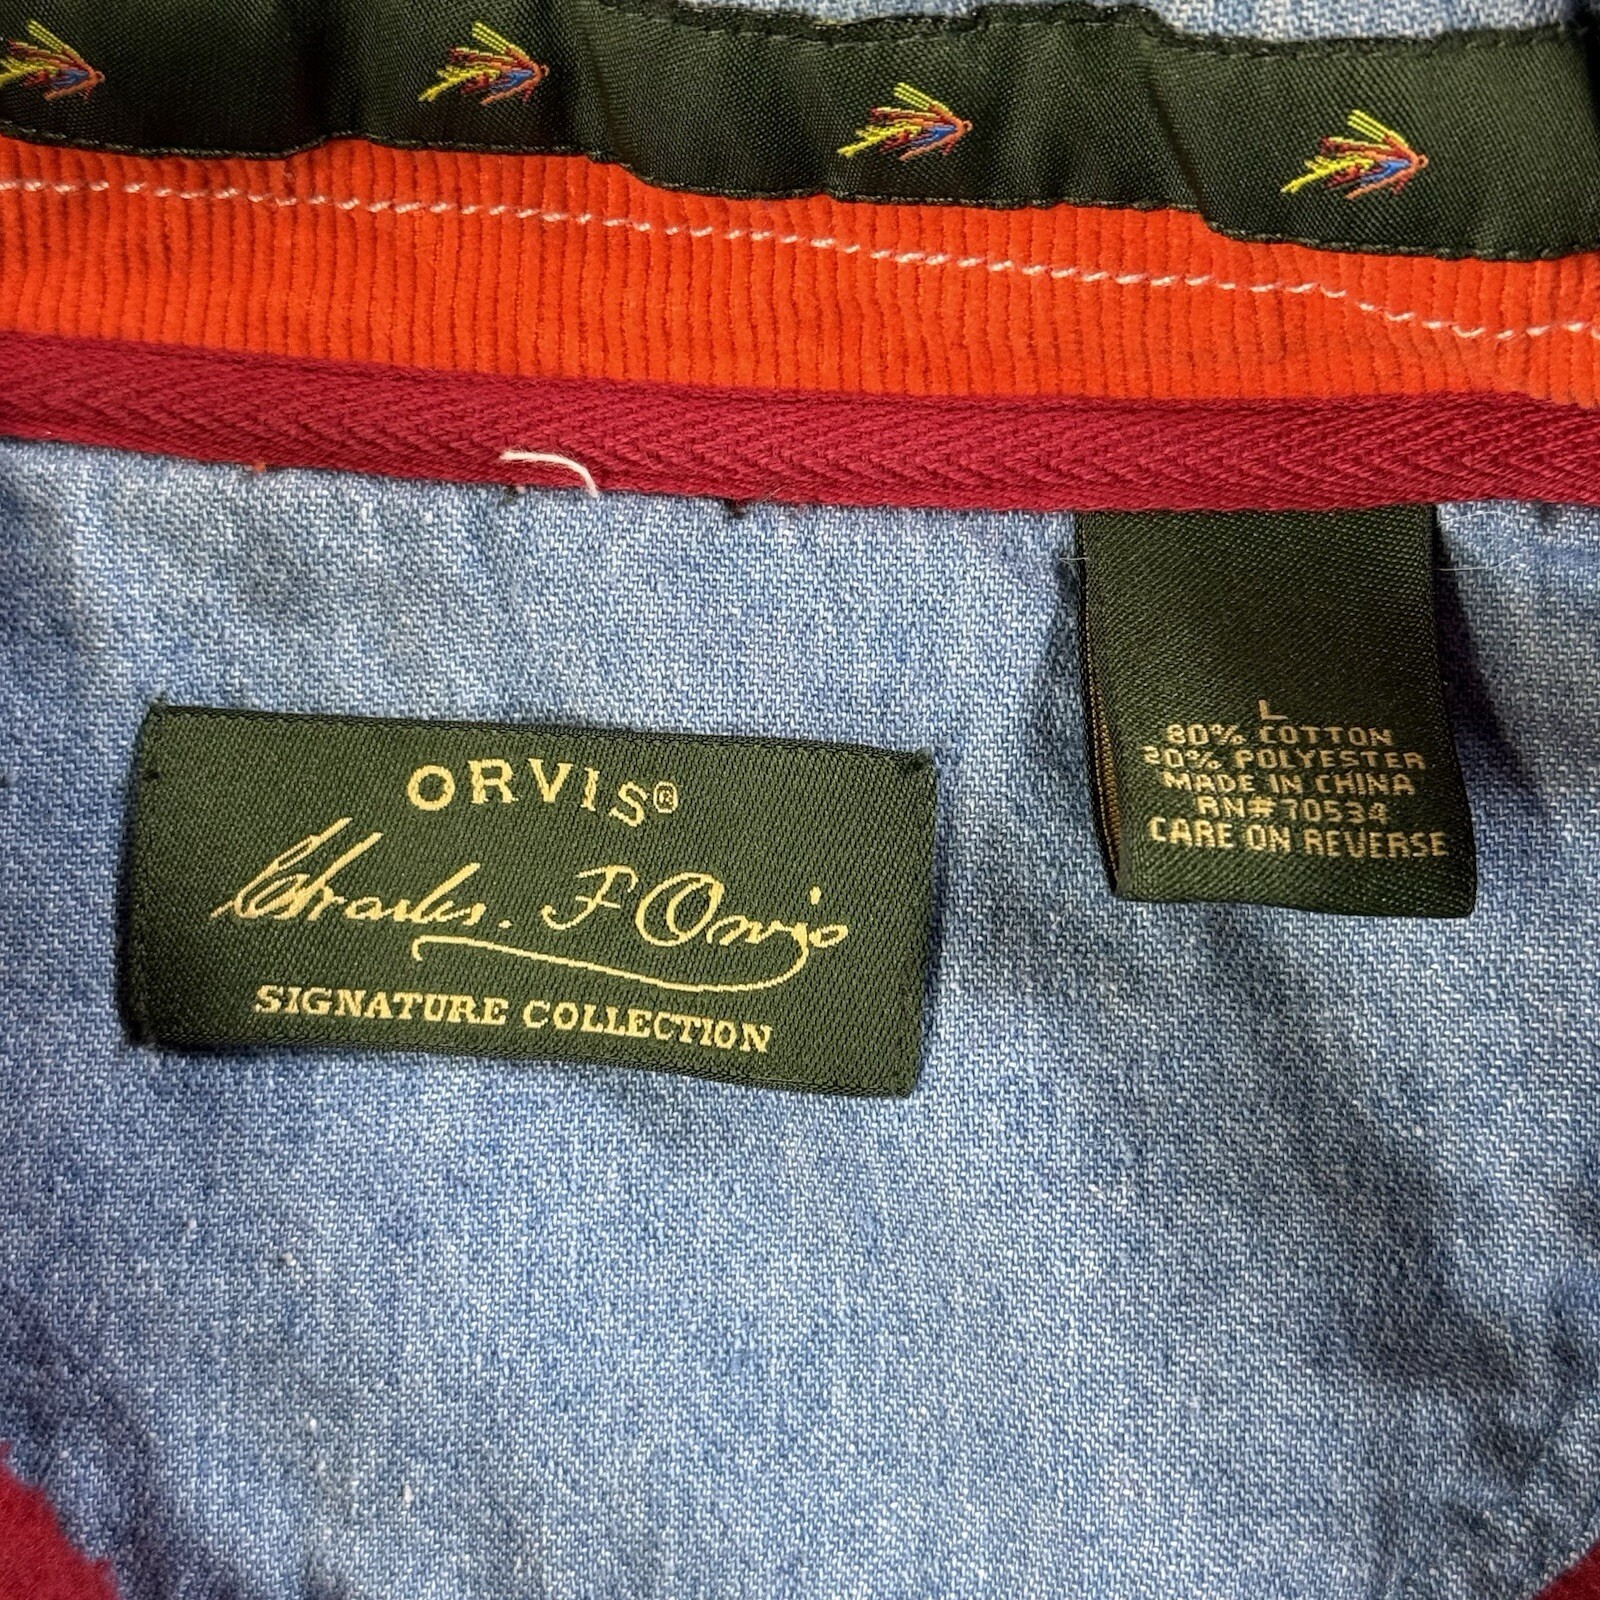 ORVIS®
Charles. F Orvis
SIGNATURE COLLECTION
L
80% COTTON
20% POLYESTER
MADE IN CHINA
RN# 70534
CARE ON REVERSE